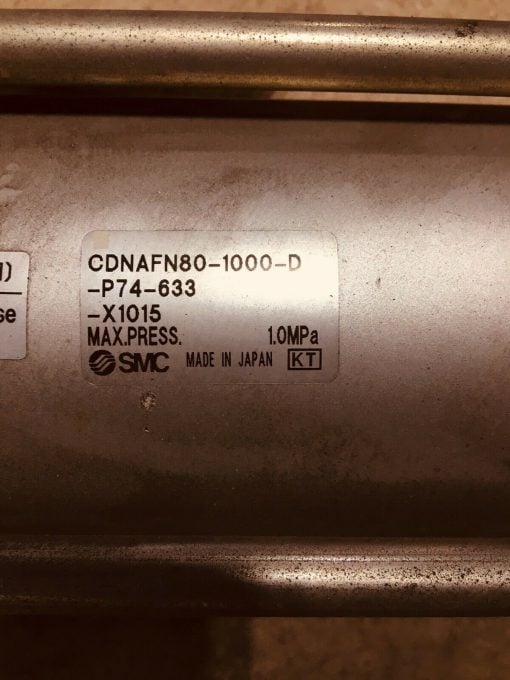 CDNAFN80-1000-D
-P74-633
-X1015
MAX.PRESS. 1.0MPa
SMC MADE IN JAPAN KT